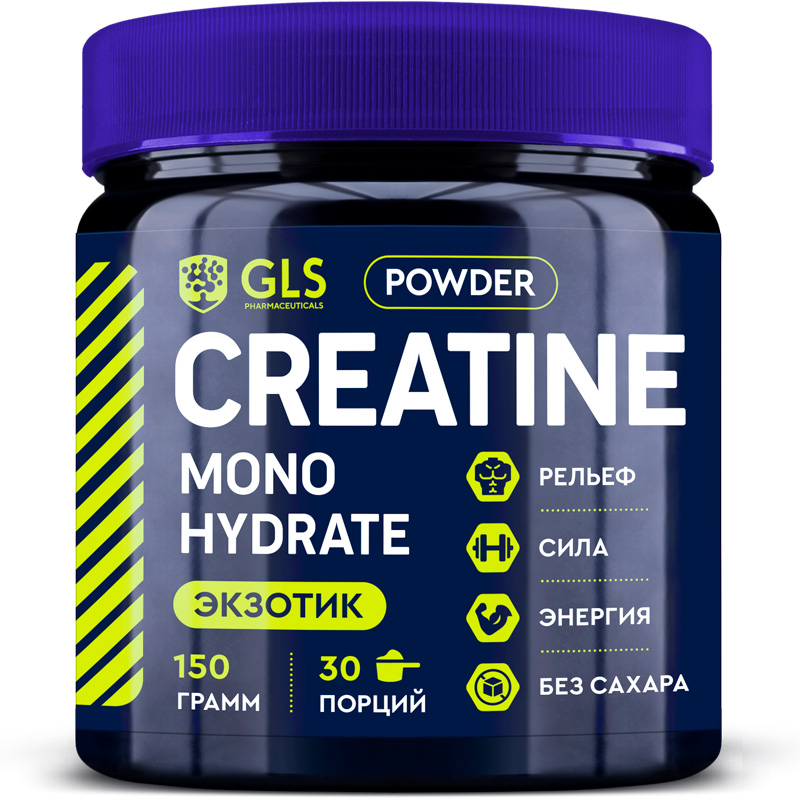 GLS
PHARMACEUTICALS
POWDER
CREATINE
MONO
HYDRATE
ЭКЗОТИК
150
ГРАММ
30
ПОРЦИЙ
РЕЛЬЕФ
СИЛА
ЭНЕРГИЯ
БЕЗ САХАРА